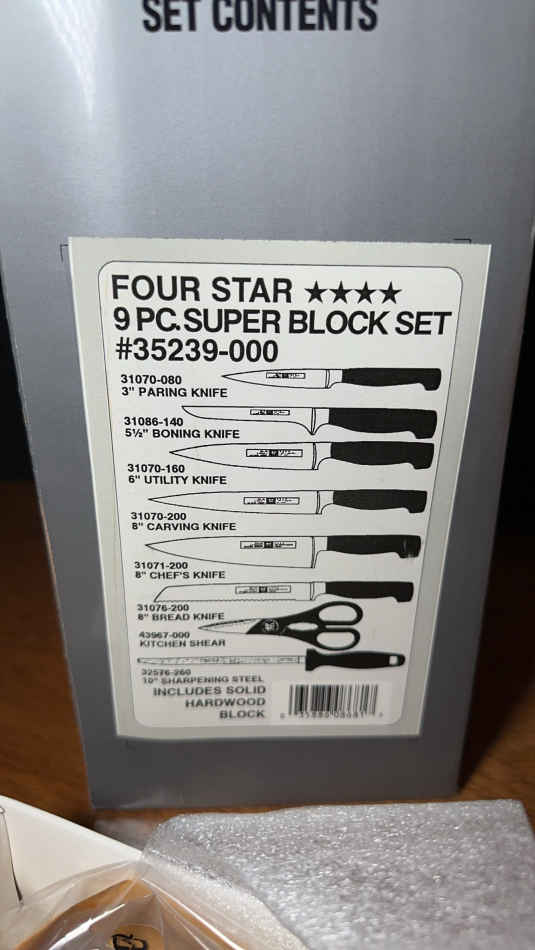 SET CONTENTS
FOUR STAR ★★★★
9 PC. SUPER BLOCK SET
#35239-000
31070-080
3" PARING KNIFE
31086-140
5½" BONING KNIFE
31070-160
6" UTILITY KNIFE
31070-200
8" CARVING KNIFE
31071-200
8" CHEF'S KNIFE
31076-200
8" BREAD KNIFE
43967-000
KITCHEN SHEAR
32576-260
10" SHARPENING STEEL
INCLUDES SOLID
HARDWOOD
BLOCK